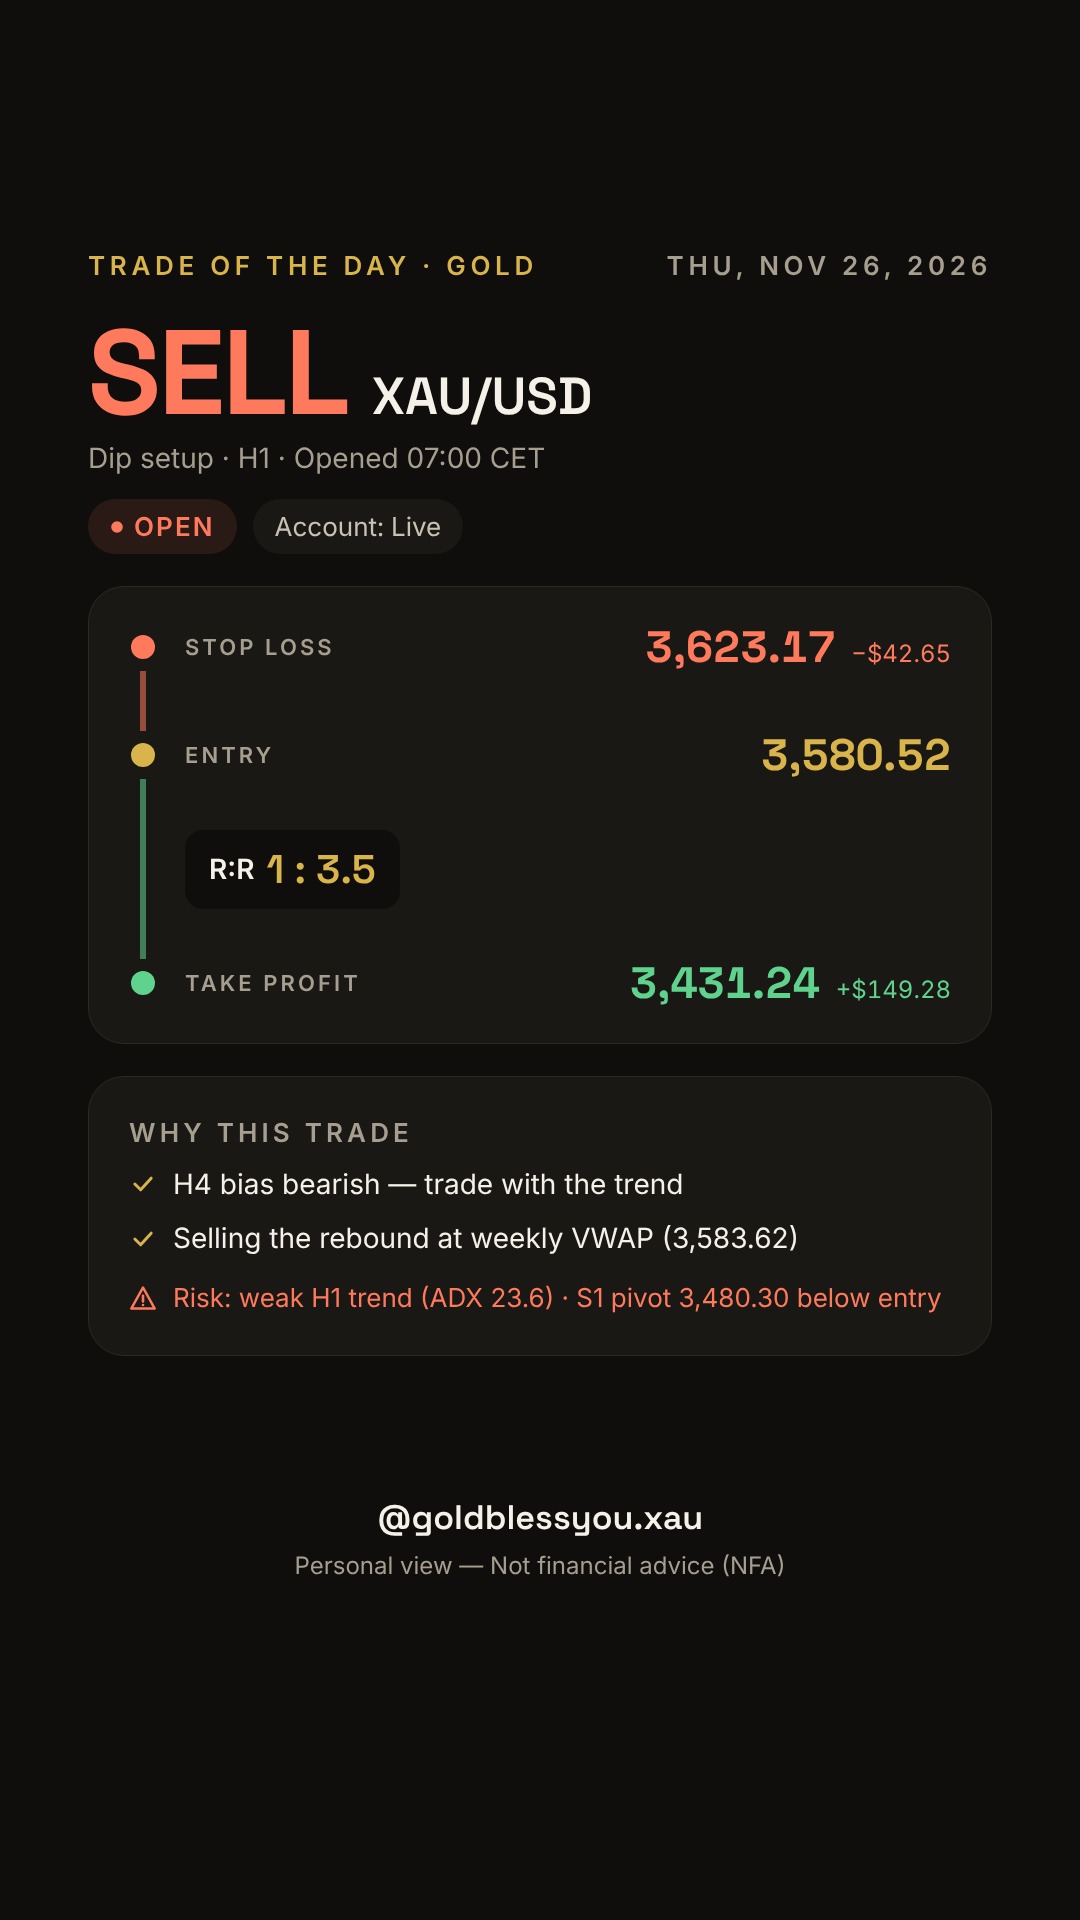 TRADE OF THE DAY · GOLD
THU, NOV 26, 2026
SELL XAU/USD
Dip setup · H1 · Opened 07:00 CET
OPEN
Account: Live
STOP LOSS 3,623.17 −$42.65
ENTRY 3,580.52
R:R 1 : 3.5
TAKE PROFIT 3,431.24 +$149.28
WHY THIS TRADE
H4 bias bearish — trade with the trend
Selling the rebound at weekly VWAP (3,583.62)
Risk: weak H1 trend (ADX 23.6) · S1 pivot 3,480.30 below entry
@goldblessyou.xau
Personal view — Not financial advice (NFA)